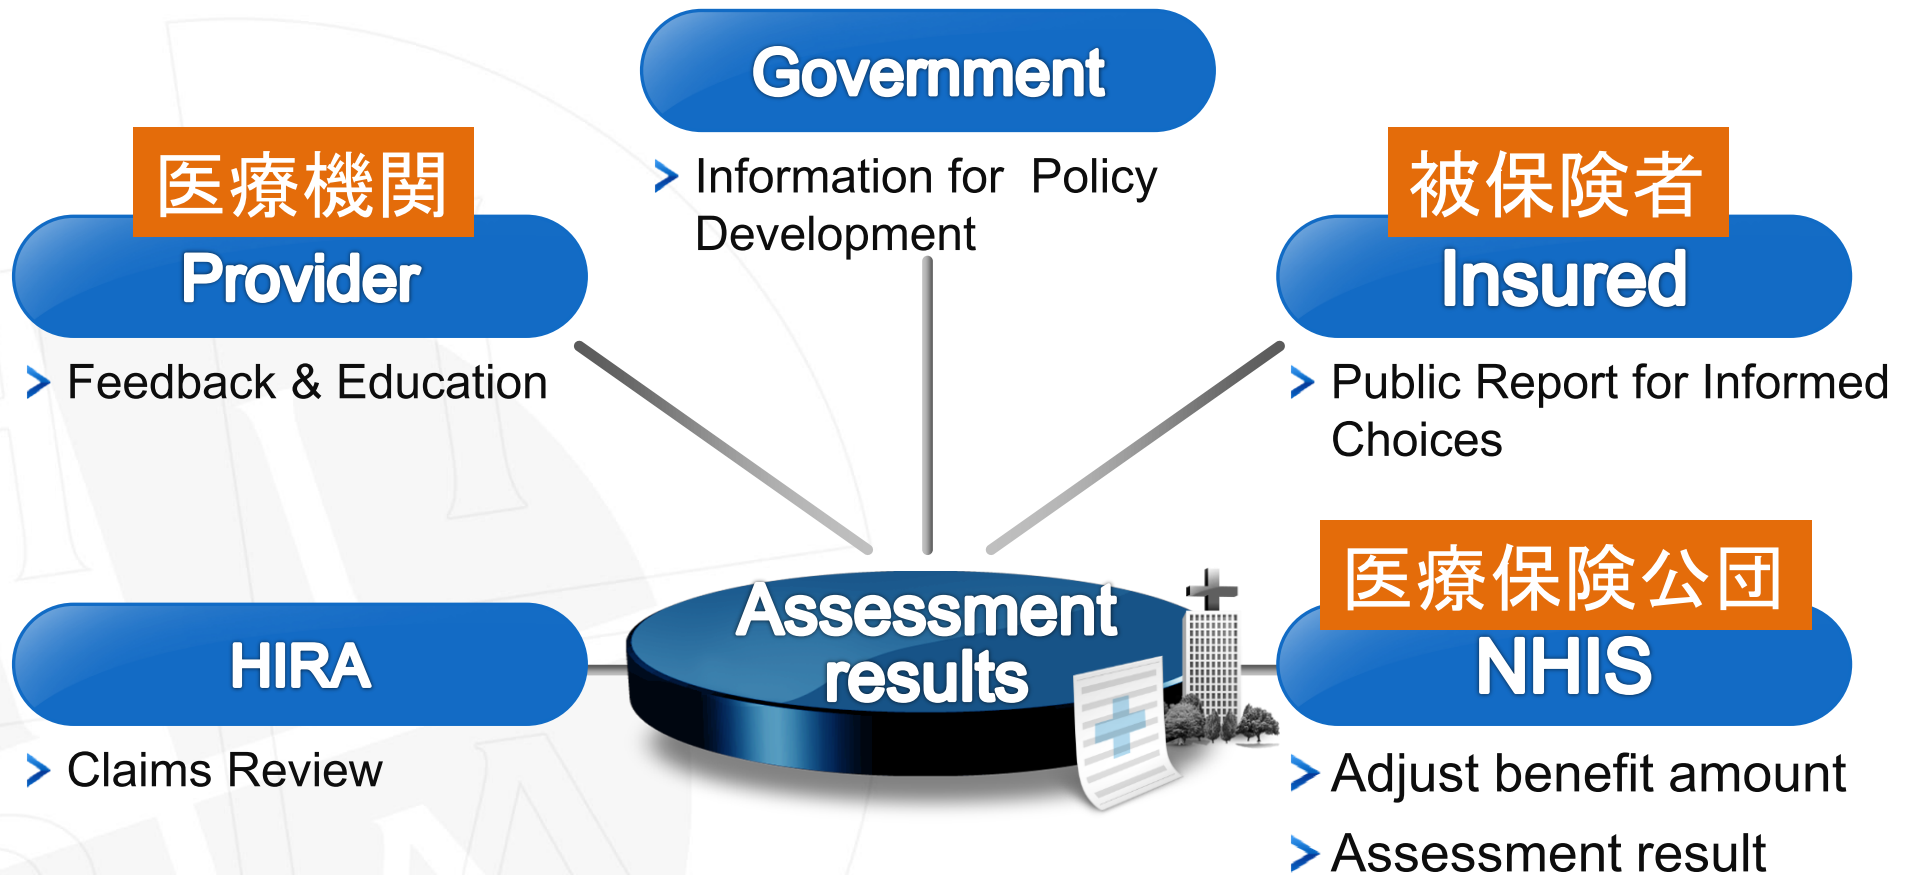 Government
Information for Policy
Development
医療機関
Provider
Feedback & Education
被保険者
Insured
Public Report for Informed
Choices
Assessment
results
HIRA
Claims Review
医療保険公団
NHIS
Adjust benefit amount
Assessment result